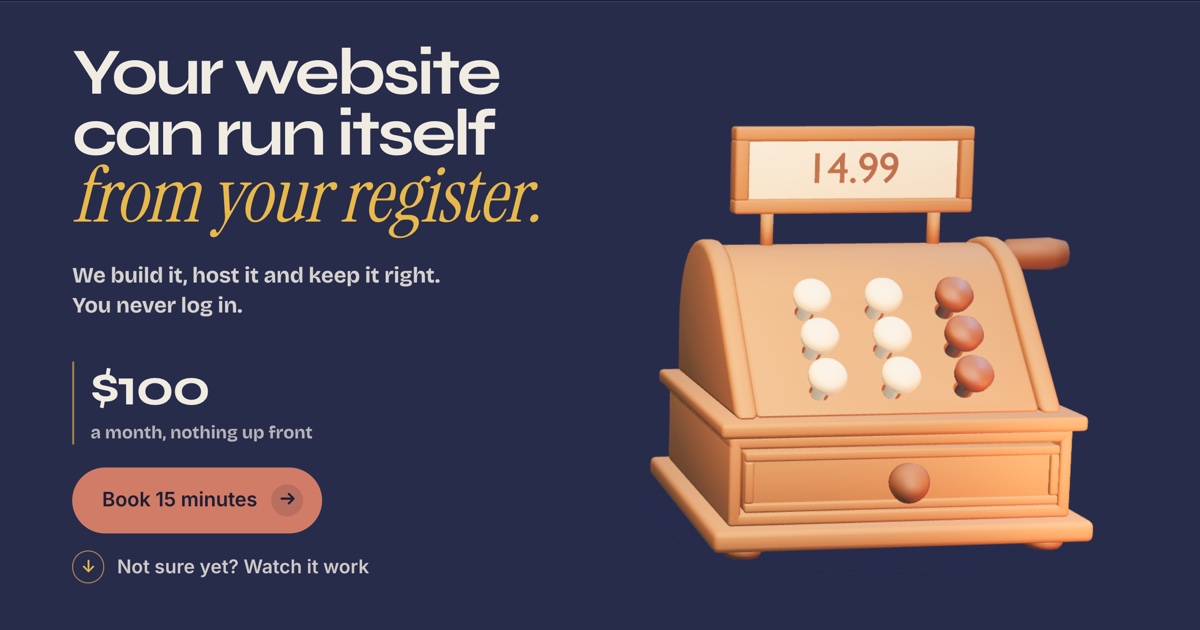 Your website
can run itself
from your register.
We build it, host it and keep it right.
You never log in.
$100
a month, nothing up front
Book 15 minutes
Not sure yet? Watch it work
14.99